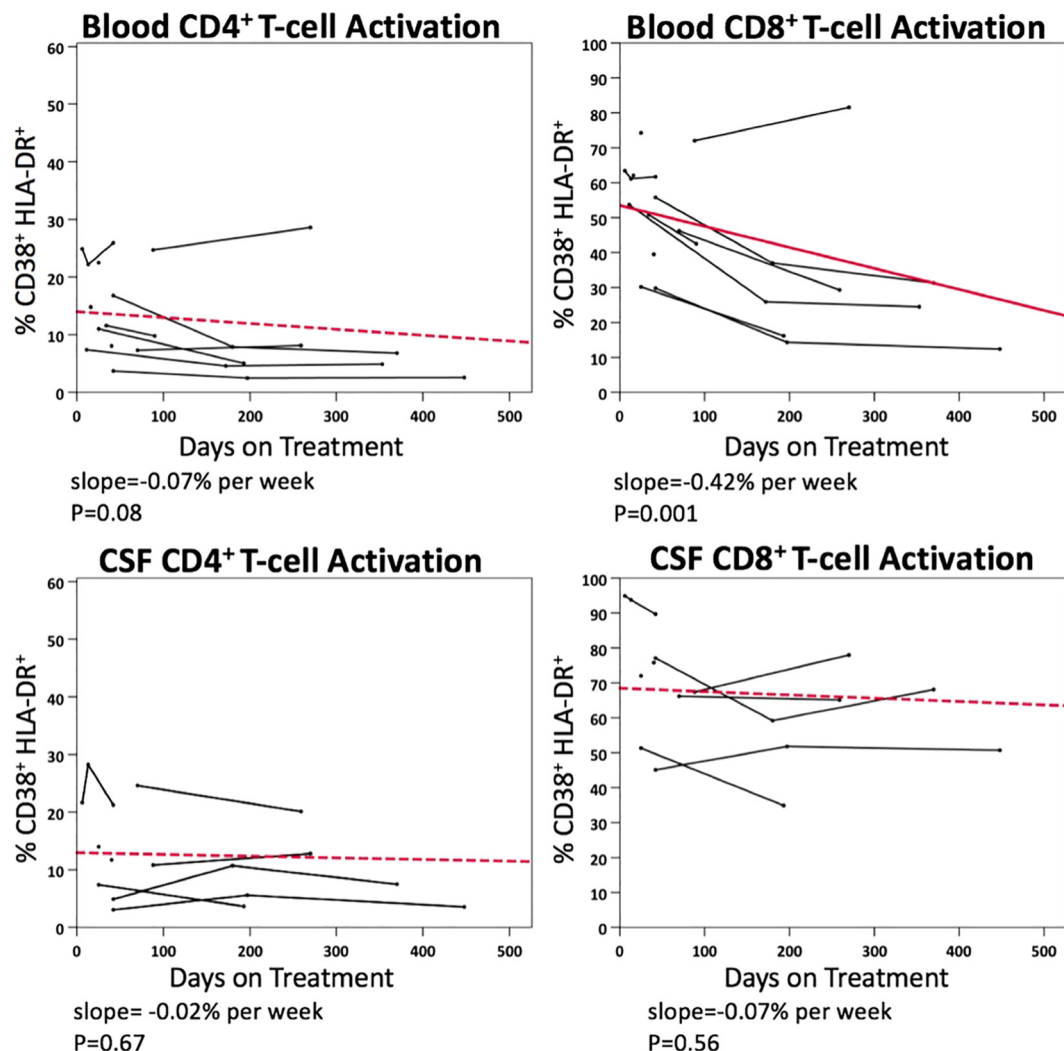 Blood CD4⁺ T-cell Activation
% CD38⁺ HLA-DR⁺
60
50
40
30
20
10
0
0 100 200 300 400 500
Days on Treatment
slope=-0.07% per week
P=0.08
Blood CD8⁺ T-cell Activation
% CD38⁺ HLA-DR⁺
100
90
80
70
60
50
40
30
20
10
0
0 100 200 300 400 500
Days on Treatment
slope=-0.42% per week
P=0.001
CSF CD4⁺ T-cell Activation
% CD38⁺ HLA-DR⁺
60
50
40
30
20
10
0
0 100 200 300 400 500
Days on Treatment
slope= -0.02% per week
P=0.67
CSF CD8⁺ T-cell Activation
% CD38⁺ HLA-DR⁺
100
90
80
70
60
50
40
30
20
10
0
0 100 200 300 400 500
Days on Treatment
slope=-0.07% per week
P=0.56